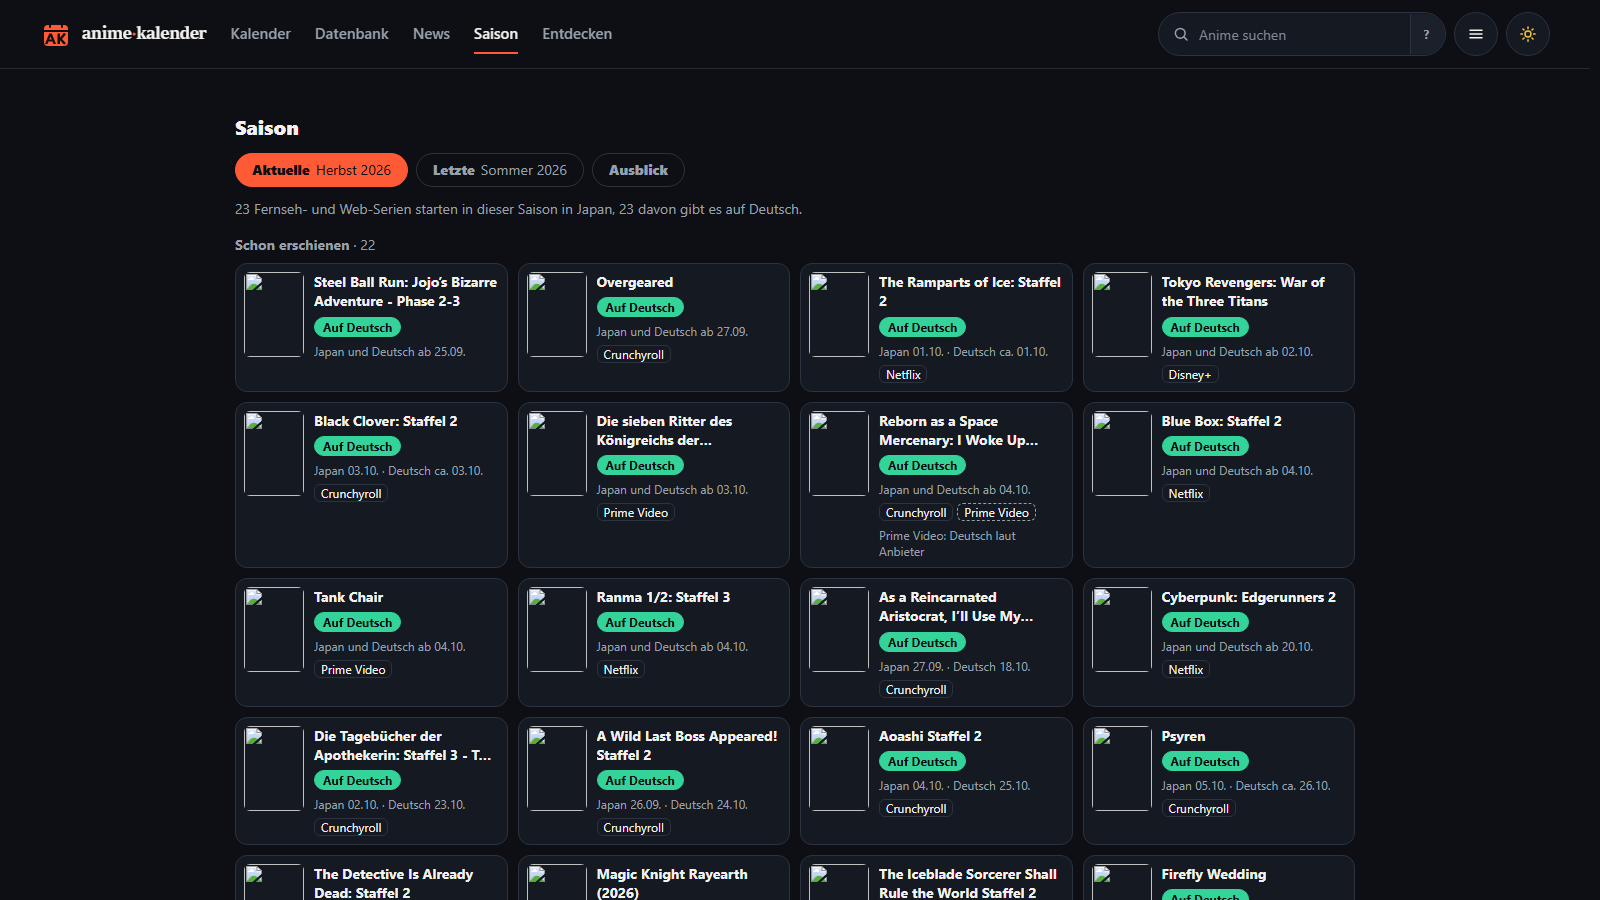 AK anime·kalender Kalender Datenbank News Saison Entdecken Anime suchen ?
Saison
Aktuelle Herbst 2026 Letzte Sommer 2026 Ausblick
23 Fernseh- und Web-Serien starten in dieser Saison in Japan, 23 davon gibt es auf Deutsch.
Schon erschienen · 22
Steel Ball Run: Jojo’s Bizarre
Adventure - Phase 2-3
Auf Deutsch
Japan und Deutsch ab 25.09.
Overgeared
Auf Deutsch
Japan und Deutsch ab 27.09.
Crunchyroll
The Ramparts of Ice: Staffel
2
Auf Deutsch
Japan 01.10. · Deutsch ca. 01.10.
Netflix
Tokyo Revengers: War of
the Three Titans
Auf Deutsch
Japan und Deutsch ab 02.10.
Disney+
Black Clover: Staffel 2
Auf Deutsch
Japan 03.10. · Deutsch ca. 03.10.
Crunchyroll
Die sieben Ritter des
Königreichs der...
Auf Deutsch
Japan und Deutsch ab 03.10.
Prime Video
Reborn as a Space
Mercenary: I Woke Up...
Auf Deutsch
Japan und Deutsch ab 04.10.
Crunchyroll Prime Video
Prime Video: Deutsch laut
Anbieter
Blue Box: Staffel 2
Auf Deutsch
Japan und Deutsch ab 04.10.
Netflix
Tank Chair
Auf Deutsch
Japan und Deutsch ab 04.10.
Prime Video
Ranma 1/2: Staffel 3
Auf Deutsch
Japan und Deutsch ab 04.10.
Netflix
As a Reincarnated
Aristocrat, I’ll Use My...
Auf Deutsch
Japan 27.09. · Deutsch 18.10.
Crunchyroll
Cyberpunk: Edgerunners 2
Auf Deutsch
Japan und Deutsch ab 20.10.
Netflix
Die Tagebücher der
Apothekerin: Staffel 3 - T...
Auf Deutsch
Japan 02.10. · Deutsch 23.10.
Crunchyroll
A Wild Last Boss Appeared!
Staffel 2
Auf Deutsch
Japan 26.09. · Deutsch 24.10.
Crunchyroll
Aoashi Staffel 2
Auf Deutsch
Japan 04.10. · Deutsch 25.10.
Crunchyroll
Psyren
Auf Deutsch
Japan 05.10. · Deutsch ca. 26.10.
Crunchyroll
The Detective Is Already
Dead: Staffel 2
Magic Knight Rayearth
(2026)
The Iceblade Sorcerer Shall
Rule the World Staffel 2
Firefly Wedding
Auf Deutsch